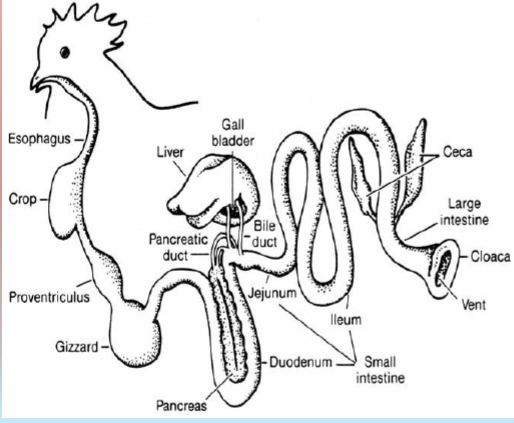 Esophagus
Crop
Proventriculus
Gizzard
Liver
Gall
bladder
Pancreatic
duct
Bile
duct
Jejunum
Ileum
Duodenum
Small
intestine
Pancreas
Ceca
Large
intestine
Cloaca
Vent